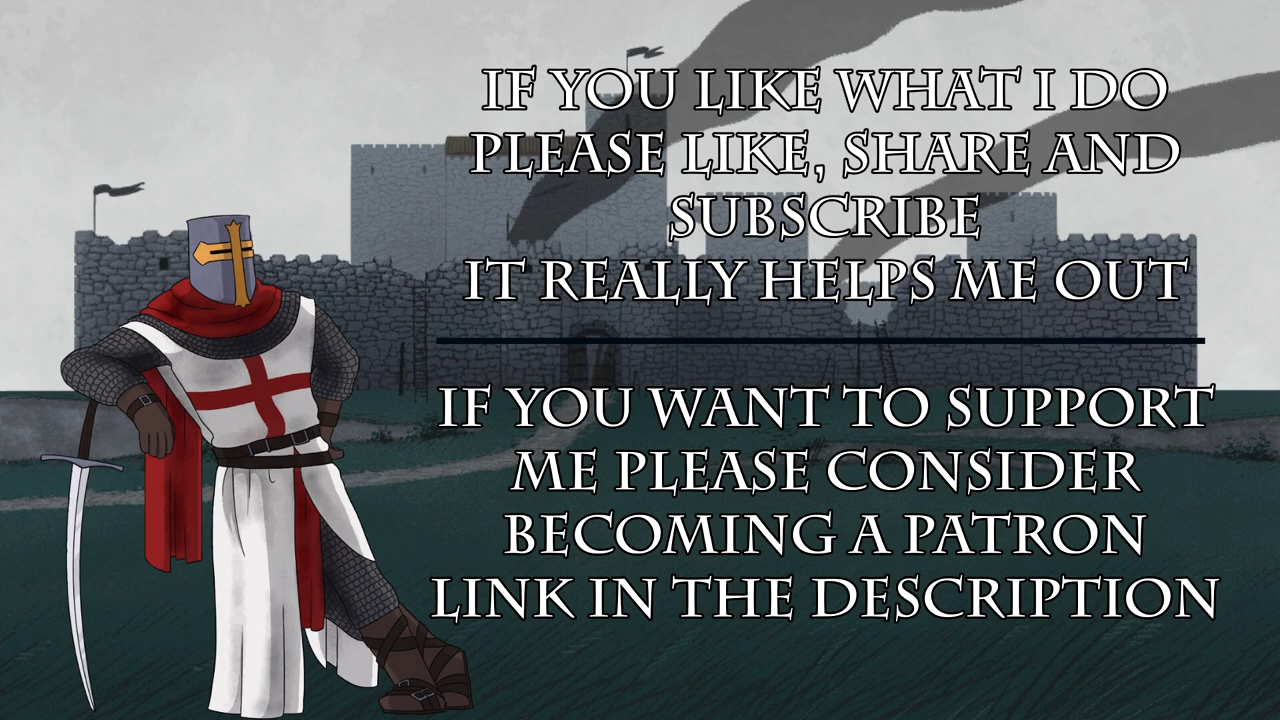 IF YOU LIKE WHAT I DO
PLEASE LIKE, SHARE AND
SUBSCRIBE
IT REALLY HELPS ME OUT
IF YOU WANT TO SUPPORT
ME PLEASE CONSIDER
BECOMING A PATRON
LINK IN THE DESCRIPTION